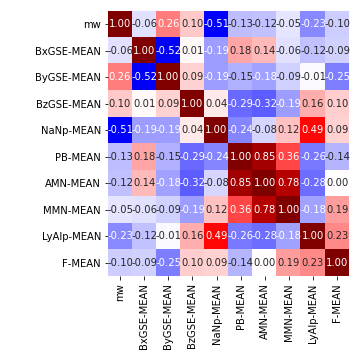 mw 1.00 -0.06 0.26 0.10 -0.51 -0.13 -0.12 -0.05 -0.23 -0.10
BxGSE-MEAN -0.06 1.00 -0.52 0.01 -0.19 0.18 0.14 -0.06 -0.12 -0.09
ByGSE-MEAN 0.26 -0.52 1.00 0.09 -0.19 -0.15 -0.18 -0.09 -0.01 -0.25
BzGSE-MEAN 0.10 0.01 0.09 1.00 0.04 -0.29 -0.32 -0.19 0.16 0.10
NaNp-MEAN -0.51 -0.19 -0.19 0.04 1.00 -0.24 -0.08 0.12 0.49 0.09
PB-MEAN -0.13 0.18 -0.15 -0.29 -0.24 1.00 0.85 0.36 -0.26 -0.14
AMN-MEAN -0.12 0.14 -0.18 -0.32 -0.08 0.85 1.00 0.78 -0.28 0.00
MMN-MEAN -0.05 -0.06 -0.09 -0.19 0.12 0.36 0.78 1.00 -0.18 0.19
LyAlp-MEAN -0.23 -0.12 -0.01 0.16 0.49 -0.26 -0.28 -0.18 1.00 0.23
F-MEAN -0.10 -0.09 -0.25 0.10 0.09 -0.14 0.00 0.19 0.23 1.00
mw BxGSE-MEAN ByGSE-MEAN BzGSE-MEAN NaNp-MEAN PB-MEAN AMN-MEAN MMN-MEAN LyAlp-MEAN F-MEAN